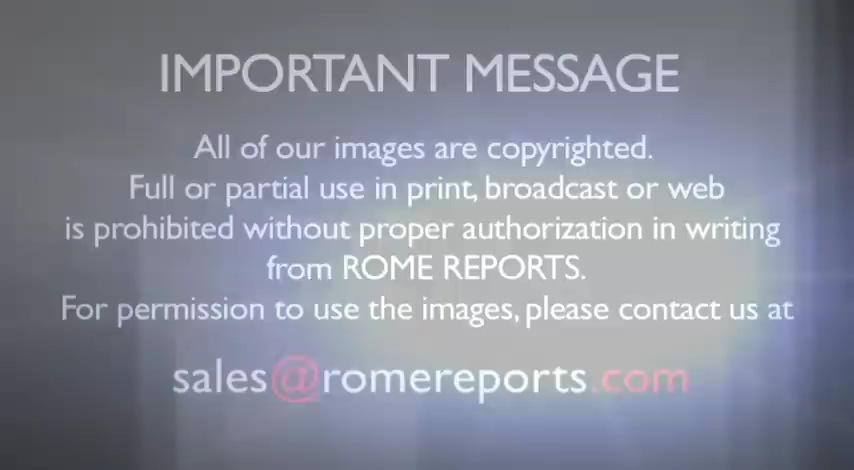 IMPORTANT MESSAGE
All of our images are copyrighted.
Full or partial use in print, broadcast or web
is prohibited without proper authorization in writing
from ROME REPORTS.
For permission to use the images, please contact us at
sales@romereports.com